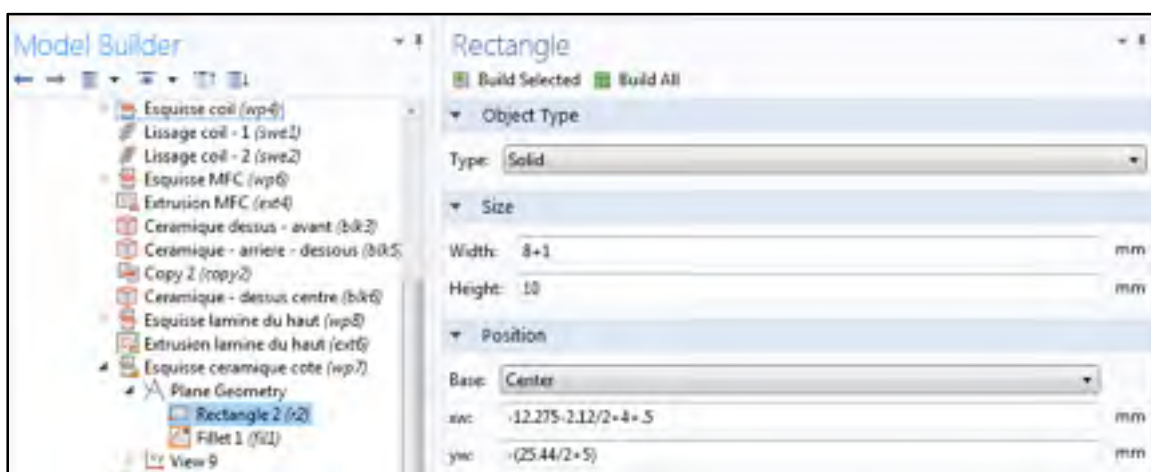 Model Builder
Esquisse coil (wp4)
Lissage coil - 1 (swe1)
Lissage coil - 2 (swe2)
Esquisse MFC (wp6)
Extrusion MFC (ext4)
Ceramique dessus - avant (blk3)
Ceramique - arriere - dessous (blk5)
Copy 2 (copy2)
Ceramique - dessus centre (blk6)
Esquisse lamine du haut (wp8)
Extrusion lamine du haut (ext6)
Esquisse ceramique cote (wp7)
Plane Geometry
Rectangle 2 (r2)
Fillet 1 (fil1)
View 9
Rectangle
Build Selected Build All
Object Type
Type: Solid
Size
Width: 8+1 mm
Height: 10 mm
Position
Base: Center
xw: -12.275-2.12/2+4+.5 mm
yw: -(25.44/2+5) mm